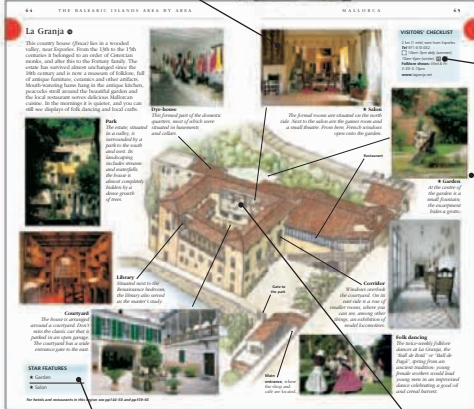 64 THE BALEARIC ISLANDS AREA BY AREA
MALLORCA 65
La Granja
This country house (finca) lies in a wooded
valley, near Esporles. From the 13th to the 15th
centuries it belonged to an order of Cistercian
monks, and after this to the Fortuny family. The
estate has survived almost unchanged since the
18th century and is now a museum of folklore, full
of antique furniture, ceramics and other artifacts.
Mouth-watering hams hang in the antique kitchen,
peacocks stroll around the beautiful garden and
the local restaurant serves delicious Mallorcan
cuisine. In the mornings it is quieter, and you can
still see displays of folk dancing and local crafts.
VISITORS' CHECKLIST
Dye-house
This formed part of the domestic
quarters, most of which were
situated in basements
and cellars.
★ Salon
The formal rooms are situated on the north
side. Next to the salon are the games room and
a small theatre. From here, French windows
open onto the garden.
Park
The estate, situated
in a valley, is
surrounded by a
park to the south
and west. Its
landscaping
includes streams
and waterfalls;
the house is
almost completely
hidden by a
dense growth
of trees.
Restaurant
★ Garden
At the centre of
the garden is a
small fountain;
the escarpment
hides a grotto.
Library
Situated next to the
Renaissance bedroom,
the library also served
as the master's study.
Gate to
the park
Corridor
Windows overlook
the courtyard. On its
east side is a row of
smaller rooms, where you
can see, among other
things, an exhibition of
model locomotives.
Courtyard
The house is arranged
around a courtyard. Don't
miss the classic car that is
parked in an open garage.
The courtyard has a wide
entrance gate to the east.
Main
entrance, where
the shop and
café are located.
Folk dancing
The twice-weekly folklore
dances at La Granja, the
"Ball de Botó" or "Ball de
Pagés", spring from an
ancient tradition: young
female workers would lead
young men in an improvised
dance celebrating a good oil
and cereal harvest.
STAR FEATURES
★ Garden
★ Salon